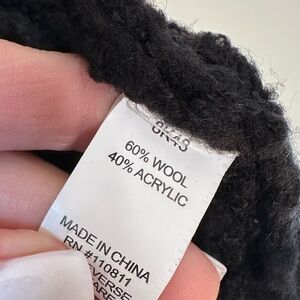 60% WOOL
40% ACRYLIC
MADE IN CHINA
RN #110811